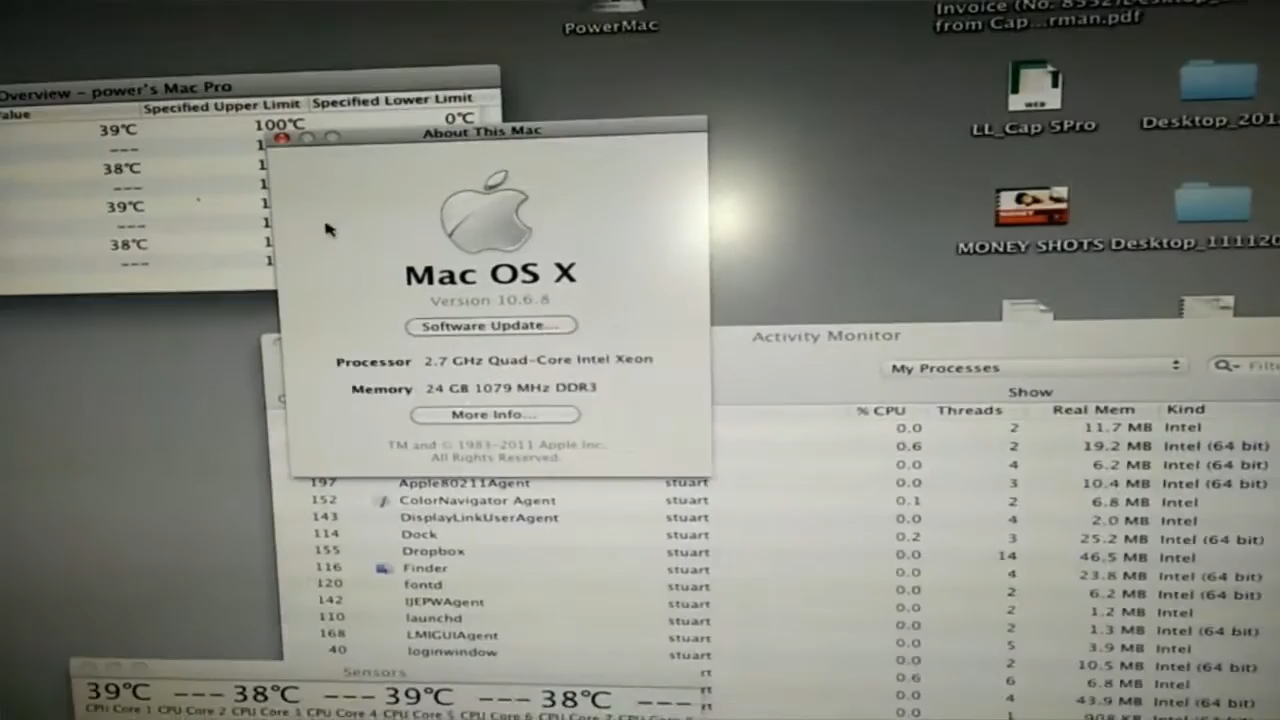 PowerMac
Invoice (No. 8532)
from Cap...rman.pdf
WEB
LL_Cap 5Pro
Desktop_201
MONEY SHOTS
Desktop_111120
Overview – power's Mac Pro
Value
Specified Upper Limit
Specified Lower Limit
39℃
100℃
0℃
---
38℃
---
39℃
---
38℃
---
About This Mac
Mac OS X
Version 10.6.8
Software Update...
Processor 2.7 GHz Quad-Core Intel Xeon
Memory 24 GB 1079 MHz DDR3
More Info...
TM and © 1983-2011 Apple Inc.
All Rights Reserved.
Activity Monitor
My Processes
Show
% CPU Threads Real Mem Kind
0.0 2 11.7 MB Intel
0.6 2 19.2 MB Intel (64 bit)
0.0 4 6.2 MB Intel (64 bit)
197 Apple80211Agent stuart 0.0 3 10.4 MB Intel (64 bit)
152 ColorNavigator Agent stuart 0.1 2 6.8 MB Intel
143 DisplayLinkUserAgent stuart 0.0 4 2.0 MB Intel
114 Dock stuart 0.2 3 25.2 MB Intel (64 bit)
155 Dropbox stuart 0.0 14 46.5 MB Intel
116 Finder stuart 0.0 4 23.8 MB Intel (64 bit)
120 fontd stuart 0.0 2 6.2 MB Intel (64 bit)
142 IJEPWAgent stuart 0.0 2 1.2 MB Intel
110 launchd stuart 0.0 2 1.3 MB Intel (64 bit)
168 LMIGUIAgent stuart 0.0 5 3.9 MB Intel
40 loginwindow stuart 0.0 2 10.5 MB Intel (64 bit)
0.6 6 6.8 MB Intel
0.0 4 43.9 MB Intel (64 bit)
0.0
Sensors
39℃ --- 38℃ --- 39℃ --- 38℃ ---
CPU Core 1 CPU Core 2 CPU Core 3 CPU Core 4 CPU Core 5 CPU Core 6 CPU Core 7